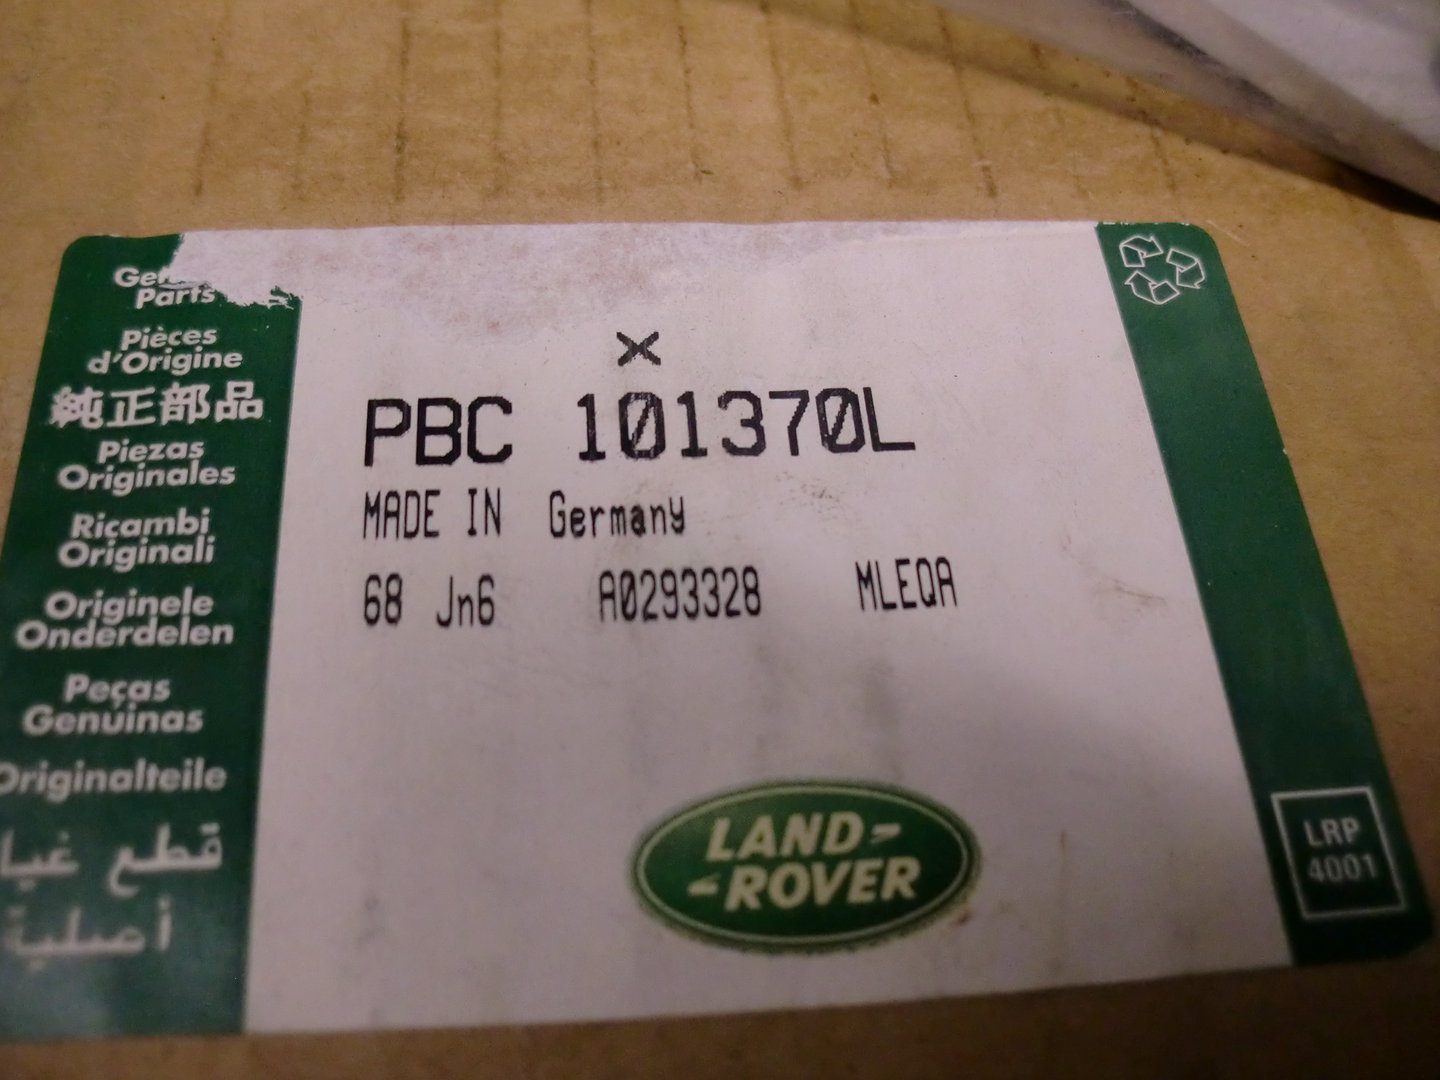 Parts
Pièces
d'Origine
純正部品
Piezas
Originales
Ricambi
Originali
Originele
Onderdelen
Peças
Genuinas
Originalteile
قطع غيا
أصلية
X
PBC 101370L
MADE IN Germany
68 Jn6 A0293328 MLEQA
LAND-
-ROVER
LRP
4001